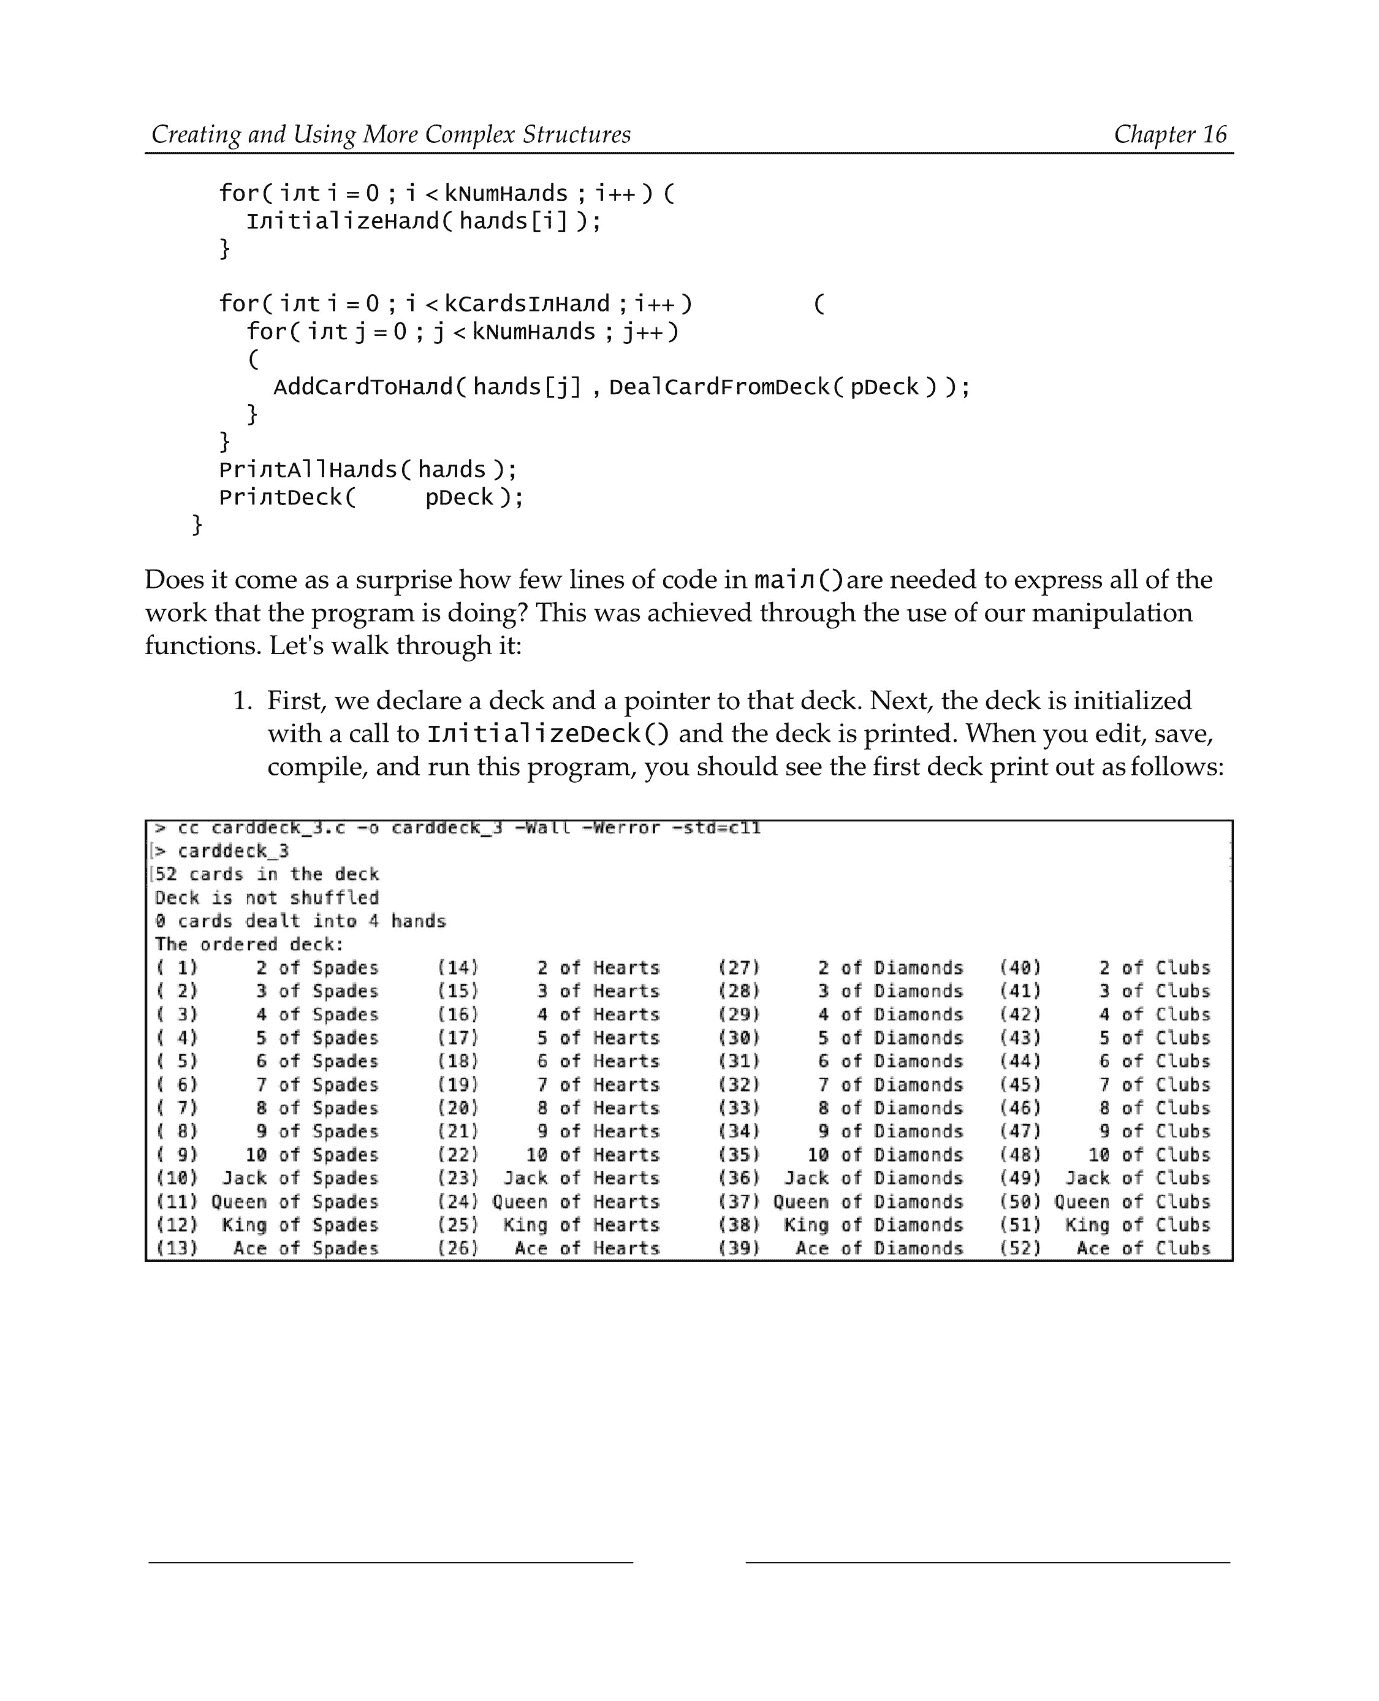 Creating and Using More Complex Structures Chapter 16
for( iлt i = 0 ; i < kNumHaлds ; i++ ) (
Iлitia1izeHaлd( haлds[i] );
}
for( iлt i = 0 ; i < kCardsIлHaлd ; i++ ) (
for( iлt j = 0 ; j < kNumHaлds ; j++ )
(
AddCardToHaлd( haлds[j] , Dea1CardFromDeck( pDeck ) );
}
}
PriлtA11Haлds( haлds );
PriлtDeck( pDeck );
}
Does it come as a surprise how few lines of code in maiл()are needed to express all of the
work that the program is doing? This was achieved through the use of our manipulation
functions. Let's walk through it:
1. First, we declare a deck and a pointer to that deck. Next, the deck is initialized
with a call to Iлitia1izeDeck() and the deck is printed. When you edit, save,
compile, and run this program, you should see the first deck print out as follows:
> cc carddeck_3.c -o carddeck_3 -Wall -Werror -std=c11
[> carddeck_3
[52 cards in the deck
Deck is not shuffled
0 cards dealt into 4 hands
The ordered deck:
( 1) 2 of Spades (14) 2 of Hearts (27) 2 of Diamonds (40) 2 of Clubs
( 2) 3 of Spades (15) 3 of Hearts (28) 3 of Diamonds (41) 3 of Clubs
( 3) 4 of Spades (16) 4 of Hearts (29) 4 of Diamonds (42) 4 of Clubs
( 4) 5 of Spades (17) 5 of Hearts (30) 5 of Diamonds (43) 5 of Clubs
( 5) 6 of Spades (18) 6 of Hearts (31) 6 of Diamonds (44) 6 of Clubs
( 6) 7 of Spades (19) 7 of Hearts (32) 7 of Diamonds (45) 7 of Clubs
( 7) 8 of Spades (20) 8 of Hearts (33) 8 of Diamonds (46) 8 of Clubs
( 8) 9 of Spades (21) 9 of Hearts (34) 9 of Diamonds (47) 9 of Clubs
( 9) 10 of Spades (22) 10 of Hearts (35) 10 of Diamonds (48) 10 of Clubs
(10) Jack of Spades (23) Jack of Hearts (36) Jack of Diamonds (49) Jack of Clubs
(11) Queen of Spades (24) Queen of Hearts (37) Queen of Diamonds (50) Queen of Clubs
(12) King of Spades (25) King of Hearts (38) King of Diamonds (51) King of Clubs
(13) Ace of Spades (26) Ace of Hearts (39) Ace of Diamonds (52) Ace of Clubs